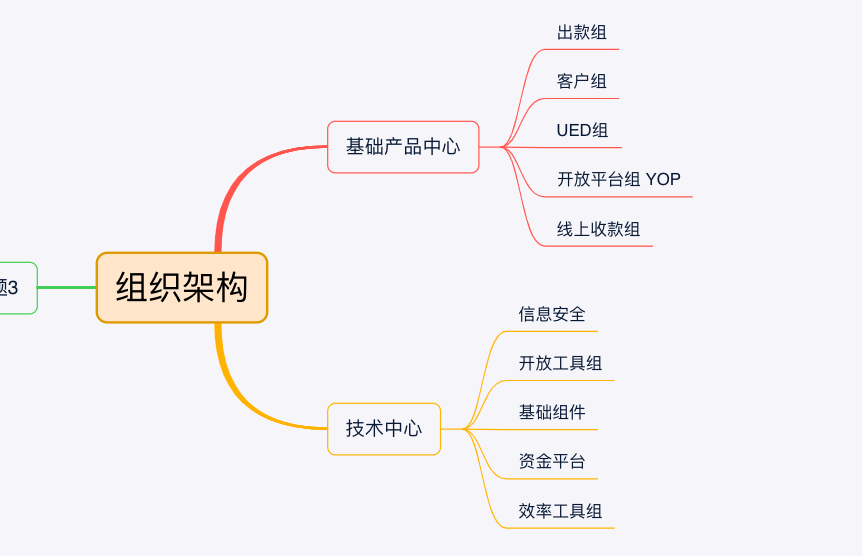 组织架构
基础产品中心
出款组
客户组
UED组
开放平台组 YOP
线上收款组
技术中心
信息安全
开放工具组
基础组件
资金平台
效率工具组
题3